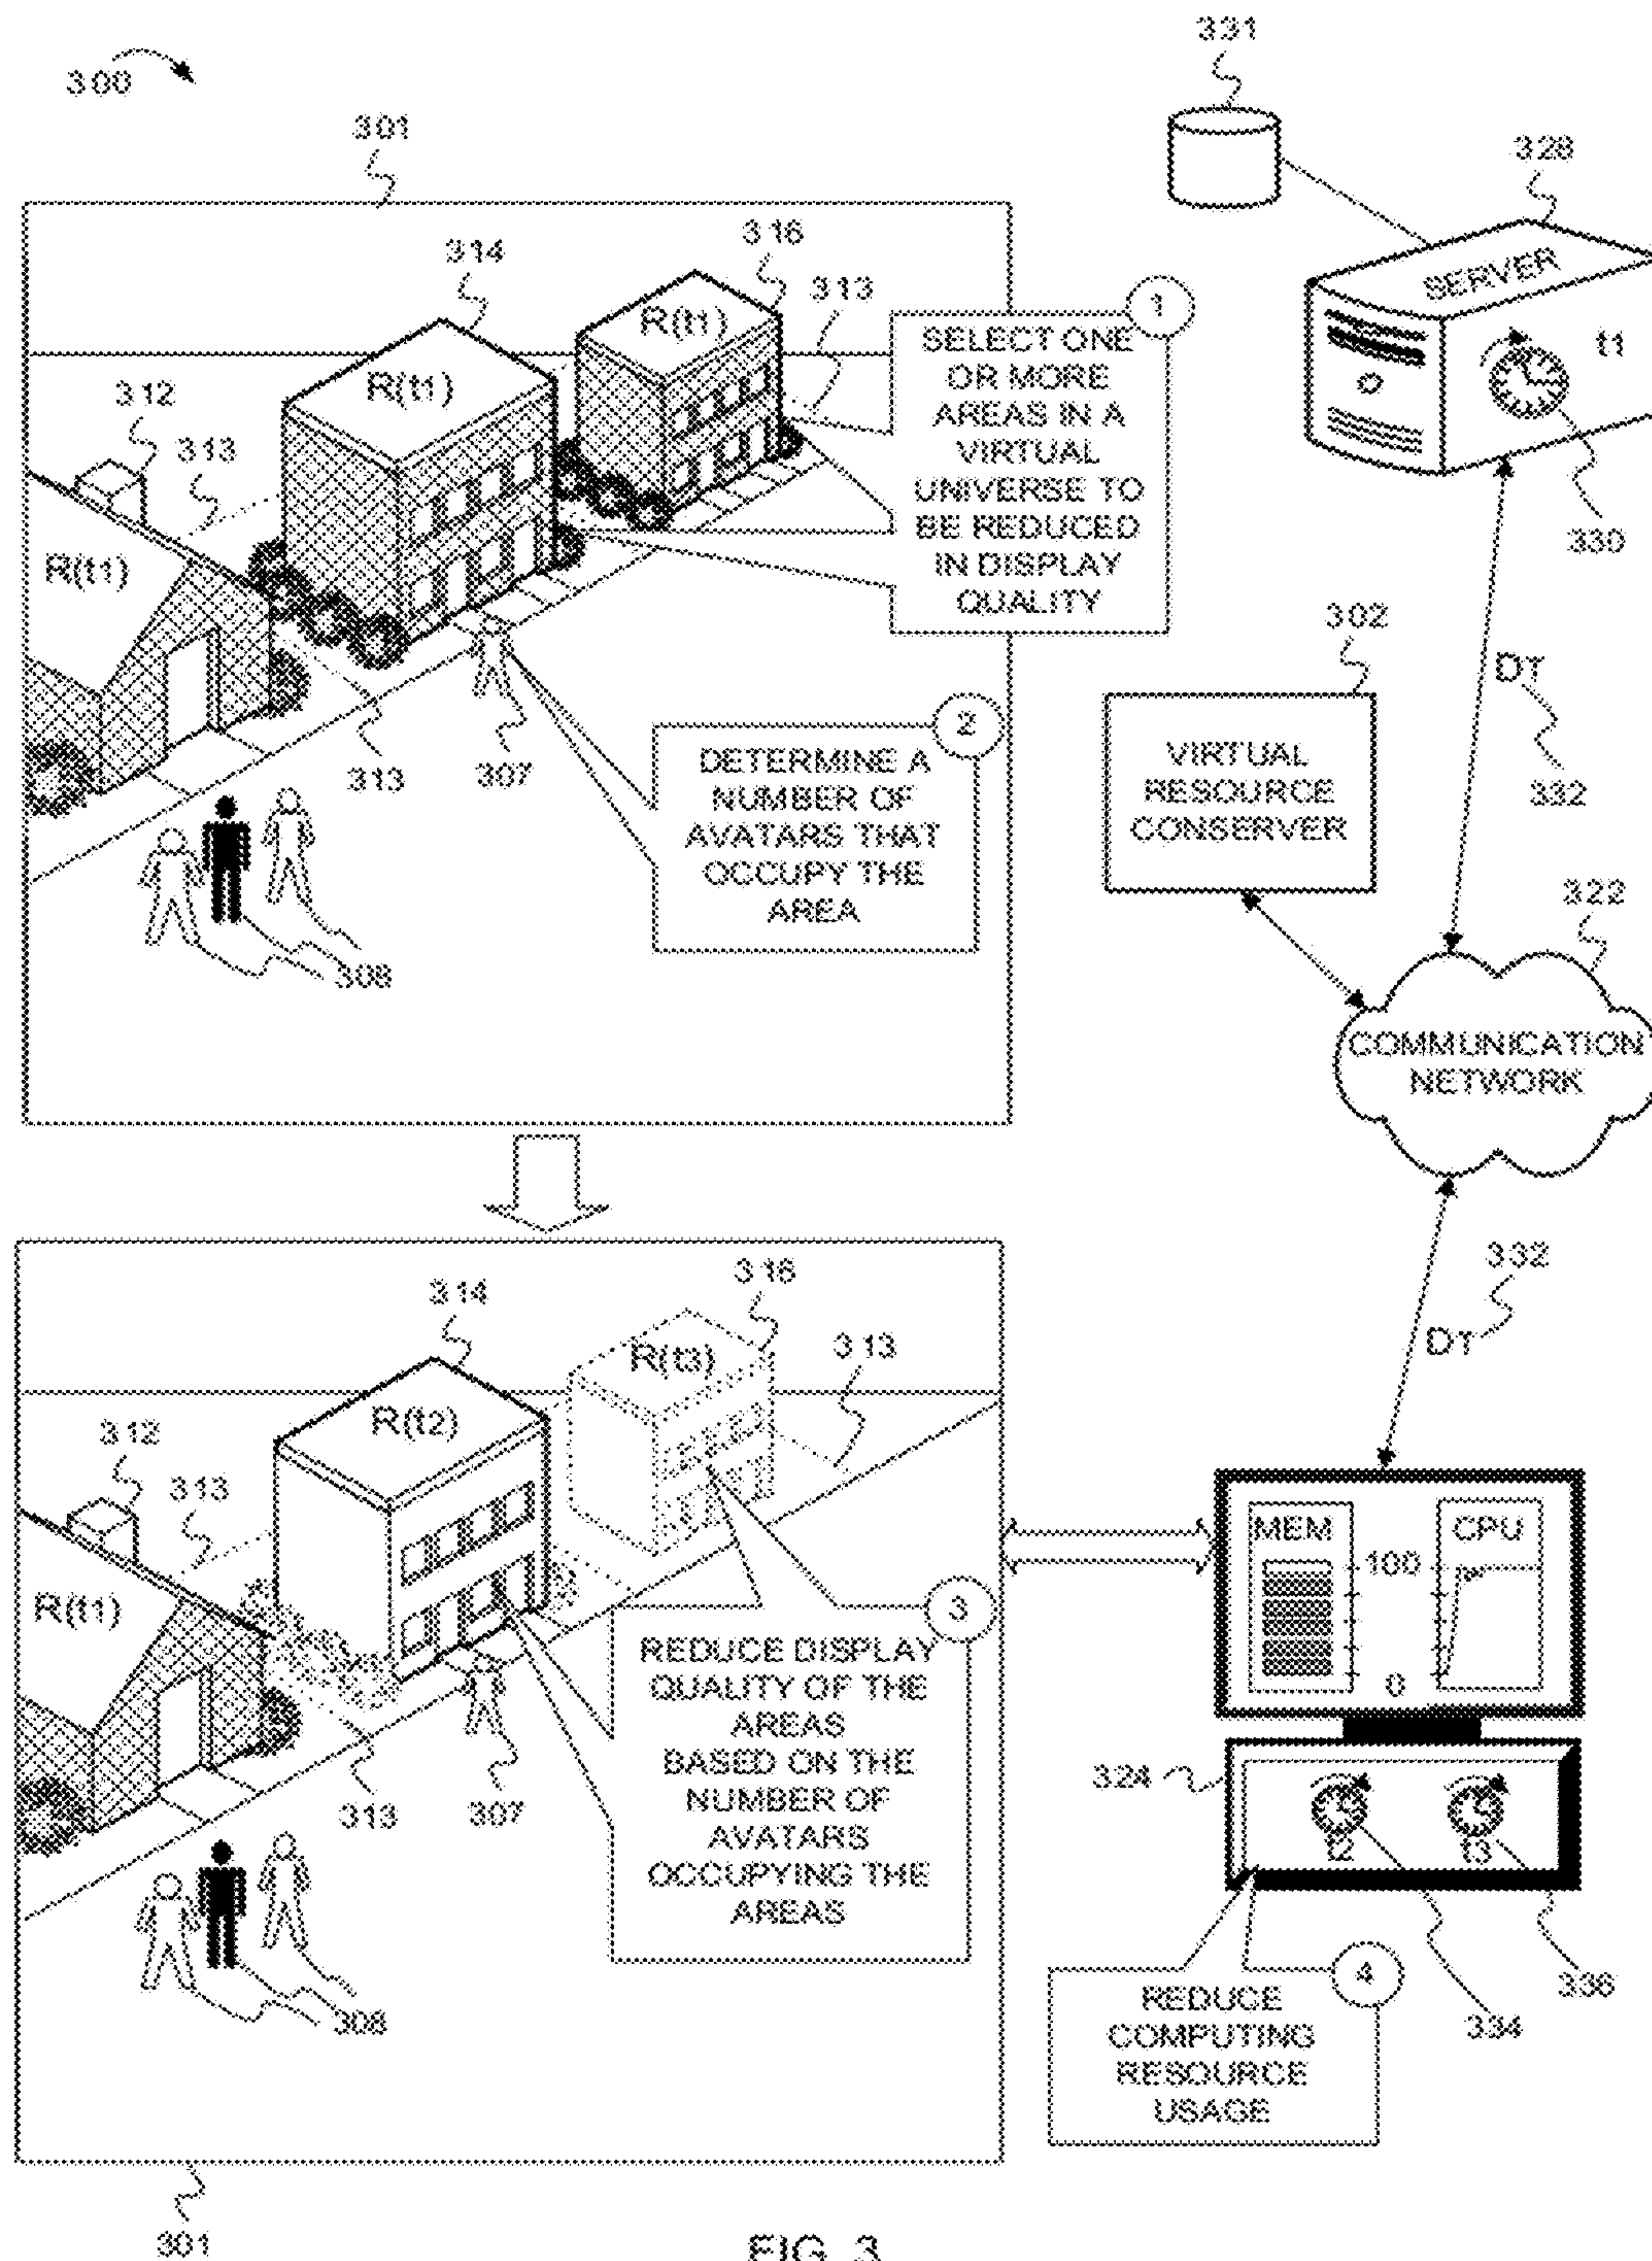 300
301
331
328
314
316
313
SERVER
t1
330
R(t1)
R(t1)
312
313
R(t1)
1
SELECT ONE
OR MORE
AREAS IN A
VIRTUAL
UNIVERSE TO
BE REDUCED
IN DISPLAY
QUALITY
302
DT
332
VIRTUAL
RESOURCE
CONSERVER
2
DETERMINE A
NUMBER OF
AVATARS THAT
OCCUPY THE
AREA
313
307
308
322
COMMUNICATION
NETWORK
332
DT
314
316
313
R(t3)
R(t2)
312
313
R(t1)
MEM
100
CPU
0
3
REDUCE DISPLAY
QUALITY OF THE
AREAS
BASED ON THE
NUMBER OF
AVATARS
OCCUPYING THE
AREAS
313
307
308
324
t2
t3
4
REDUCE
COMPUTING
RESOURCE
USAGE
336
334
301
FIG. 3